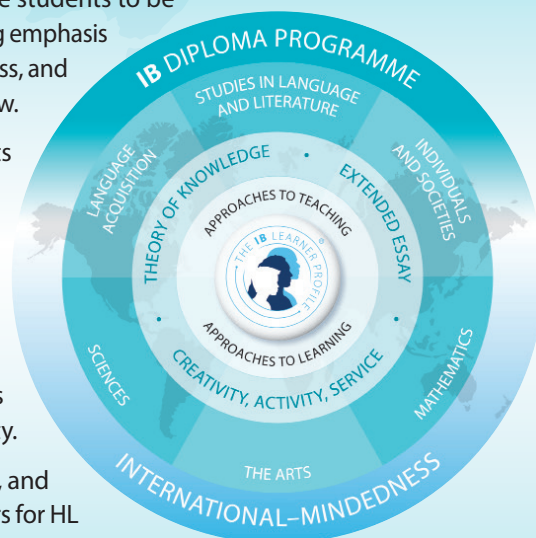 e students to be
g emphasis
ss, and
w.
ts
s
ty.
, and
s for HL
IB DIPLOMA PROGRAMME
STUDIES IN LANGUAGE
AND LITERATURE
LANGUAGE
ACQUISITION
INDIVIDUALS
AND SOCIETIES
SCIENCES
MATHEMATICS
THE ARTS
THEORY OF KNOWLEDGE • EXTENDED ESSAY •
CREATIVITY, ACTIVITY, SERVICE •
APPROACHES TO TEACHING
APPROACHES TO LEARNING
THE IB LEARNER PROFILE
®
INTERNATIONAL–MINDEDNESS